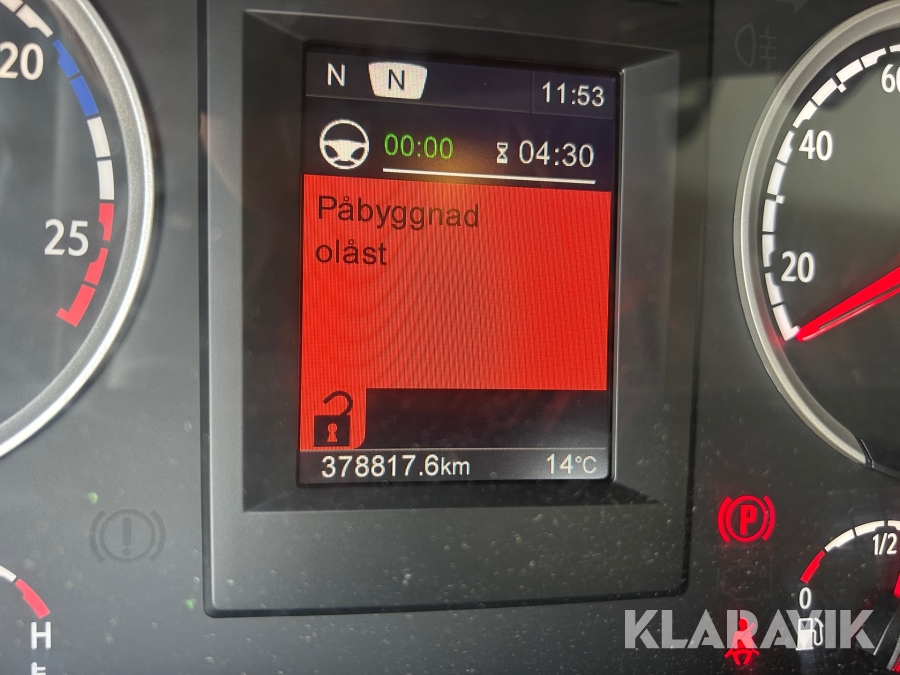 N N 11:53
00:00 04:30
Påbyggnad
olåst
378817.6km 14°C
20
25
H
60
40
20
P
1/2
0
KLARAVIK